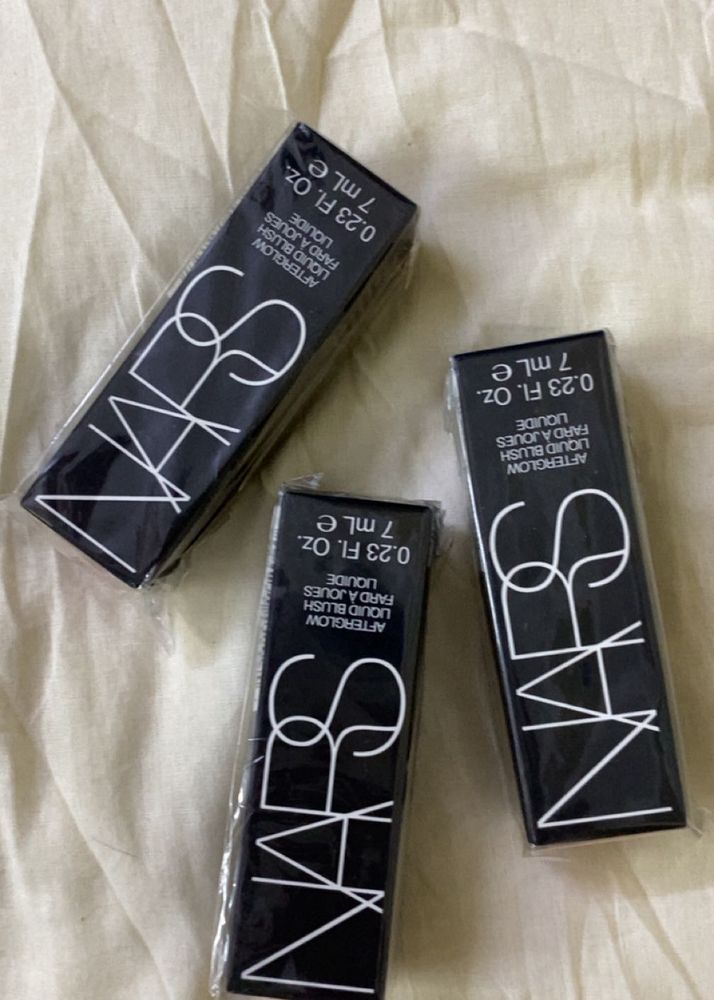 NARS
AFTERGLOW
LIQUID BLUSH
FARD À JOUES
LIQUIDE
0.23 Fl. Oz.
7 mL e
NARS
AFTERGLOW
LIQUID BLUSH
FARD À JOUES
LIQUIDE
0.23 Fl. Oz.
7 mL e
NARS
AFTERGLOW
LIQUID BLUSH
FARD À JOUES
LIQUIDE
0.23 Fl. Oz.
7 mL e